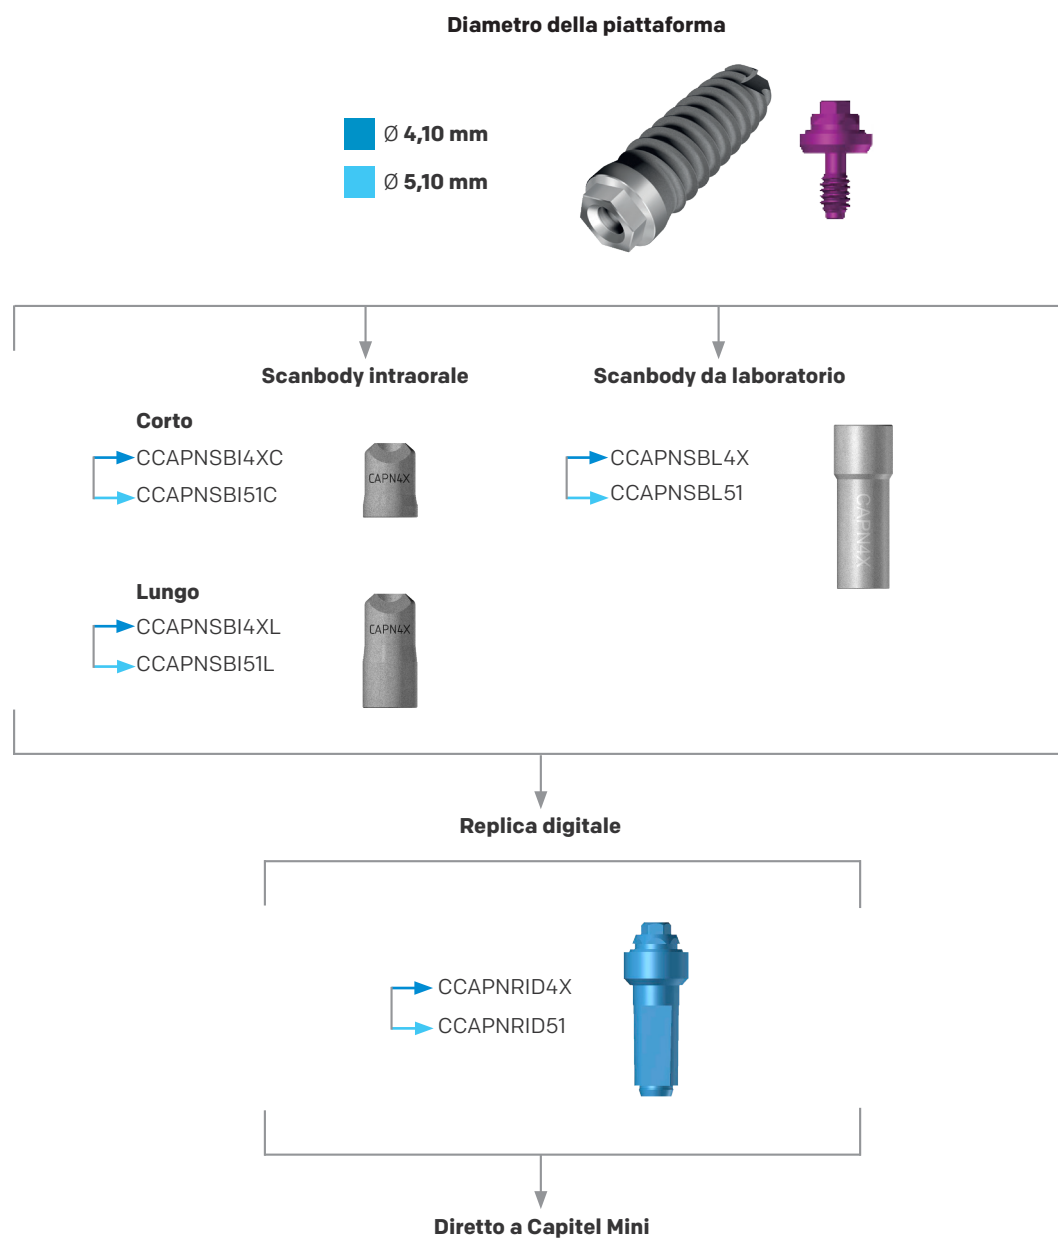 Diametro della piattaforma
Ø 4,10 mm
Ø 5,10 mm
Scanbody intraorale
Corto
CCAPNSBI4XC
CCAPNSBI51C
CAPN4X
Lungo
CCAPNSBI4XL
CCAPNSBI51L
CAPN4X
Scanbody da laboratorio
CCAPNSBL4X
CCAPNSBL51
CAPN4X
Replica digitale
CCAPNRID4X
CCAPNRID51
Diretto a Capitel Mini